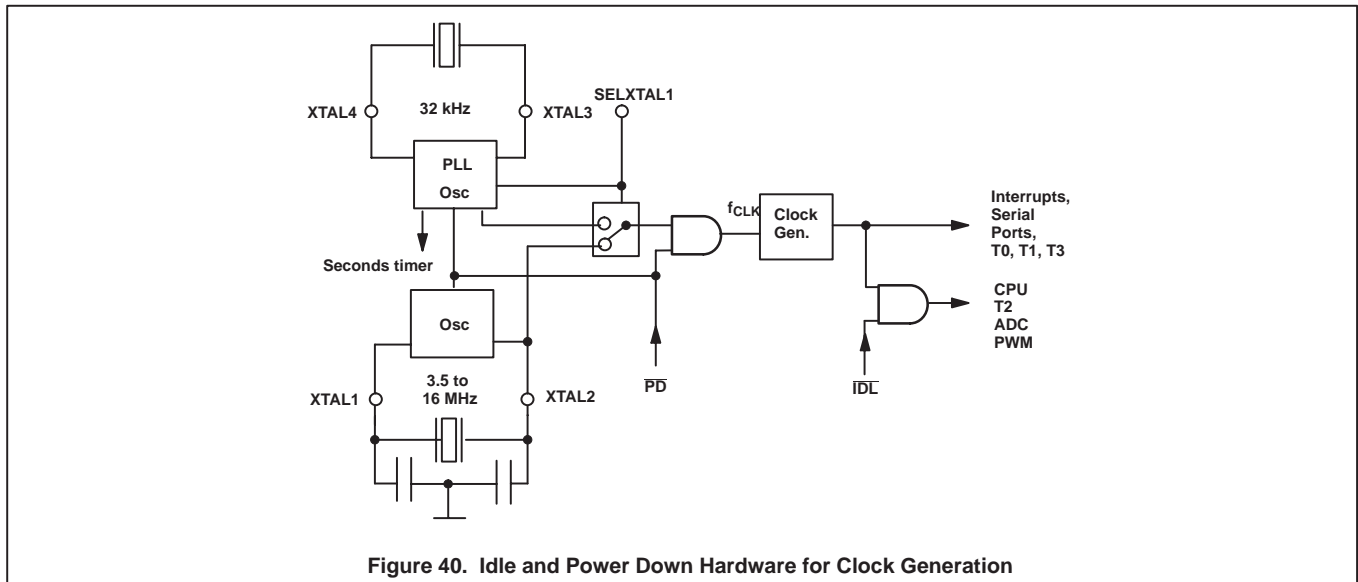 32 kHz
SELXTAL1
XTAL4
XTAL3
PLL
Osc
fCLK
Clock
Gen.
Interrupts,
Serial
Ports,
T0, T1, T3
Seconds timer
Osc
CPU
T2
ADC
PWM
PD
IDL
3.5 to
16 MHz
XTAL1
XTAL2
Figure 40. Idle and Power Down Hardware for Clock Generation